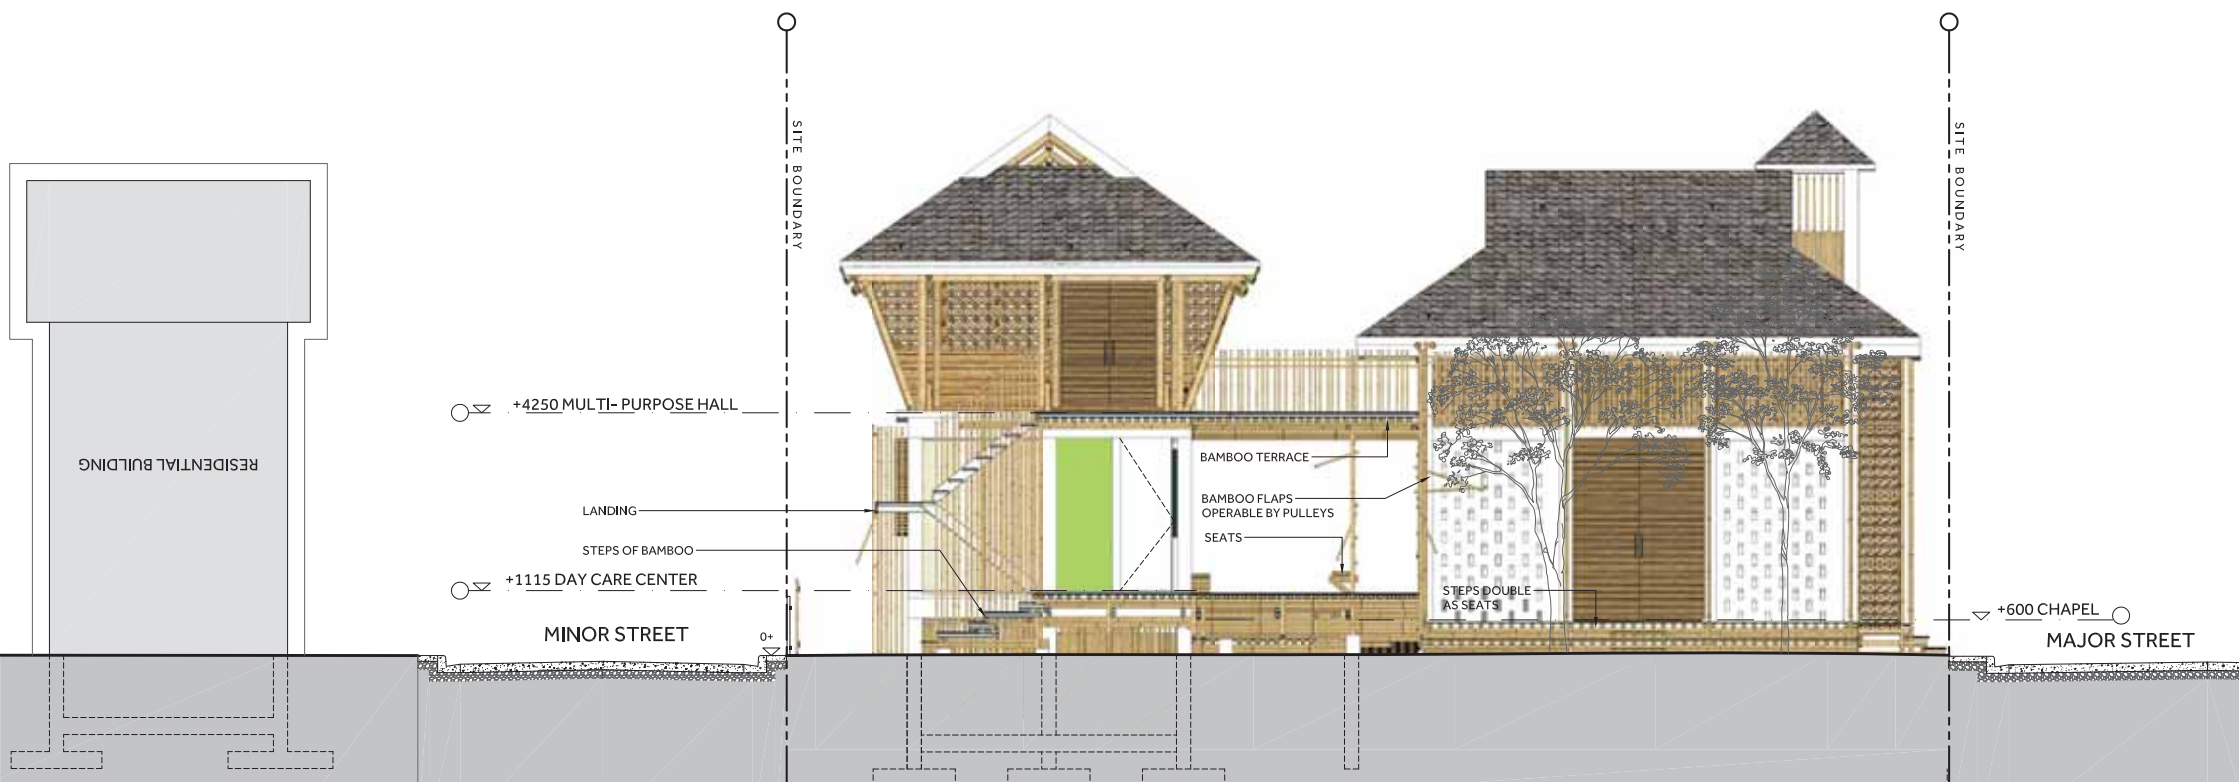 SITE BOUNDARY
SITE BOUNDARY
+4250 MULTI- PURPOSE HALL
RESIDENTIAL BUILDING
BAMBOO TERRACE
BAMBOO FLAPS
OPERABLE BY PULLEYS
LANDING
SEATS
STEPS OF BAMBOO
+1115 DAY CARE CENTER
STEPS DOUBLE
AS SEATS
+600 CHAPEL
MINOR STREET
0+
MAJOR STREET